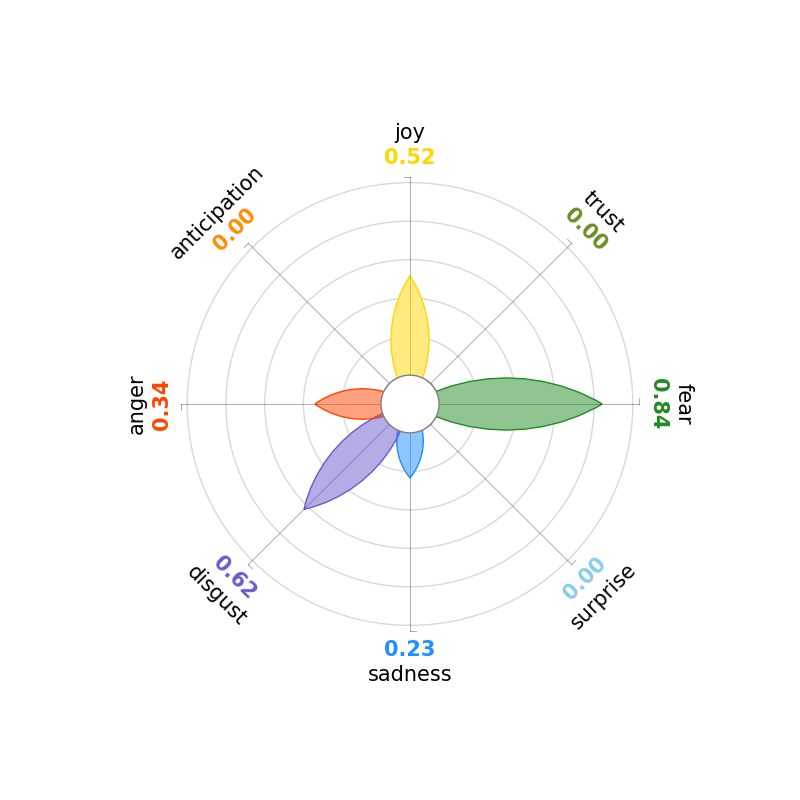 joy
0.52
trust
0.00
fear
0.84
surprise
0.00
0.23
sadness
0.62
disgust
anger
0.34
anticipation
0.00